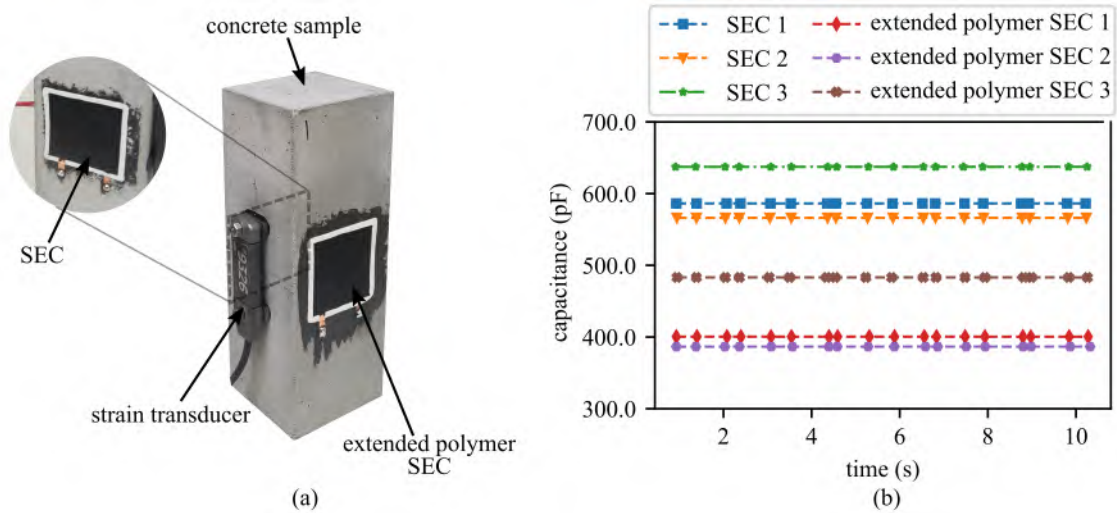 concrete sample
SEC
strain transducer
extended polymer
SEC
(a)
SEC 1
SEC 2
SEC 3
extended polymer SEC 1
extended polymer SEC 2
extended polymer SEC 3
capacitance (pF)
700.0
600.0
500.0
400.0
300.0
2
4
6
8
10
time (s)
(b)